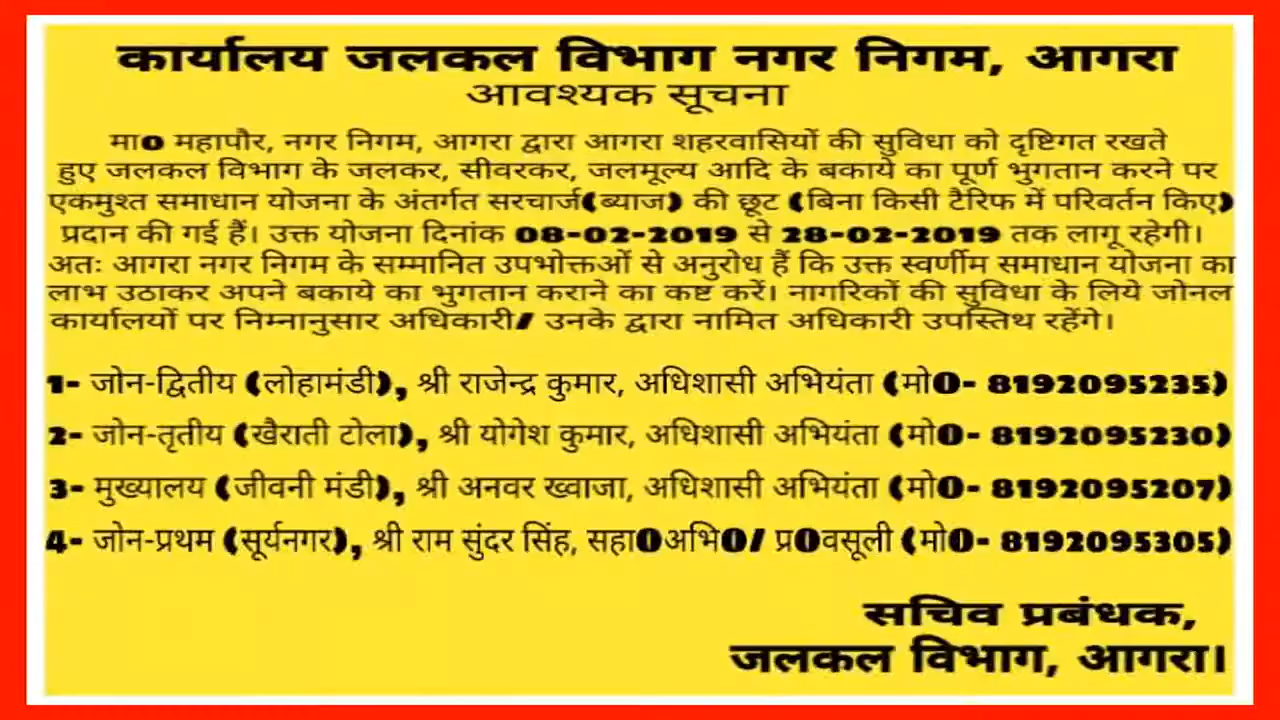 कार्यालय जलकल विभाग नगर निगम, आगरा
आवश्यक सूचना
मा0 महापौर, नगर निगम, आगरा द्वारा आगरा शहरवासियों की सुविधा को दृष्टिगत रखते
हुए जलकल विभाग के जलकर, सीवरकर, जलमूल्य आदि के बकाये का पूर्ण भुगतान करने पर
एकमुश्त समाधान योजना के अंतर्गत सरचार्ज(ब्याज) की छूट (बिना किसी टैरिफ में परिवर्तन किए)
प्रदान की गई हैं। उक्त योजना दिनांक 08-02-2019 से 28-02-2019 तक लागू रहेगी।
अतः आगरा नगर निगम के सम्मानित उपभोक्तओं से अनुरोध हैं कि उक्त स्वर्णीम समाधान योजना का
लाभ उठाकर अपने बकाये का भुगतान कराने का कष्ट करें। नागरिकों की सुविधा के लिये जोनल
कार्यालयों पर निम्नानुसार अधिकारी/ उनके द्वारा नामित अधिकारी उपस्तिथ रहेंगे।
1- जोन-द्वितीय (लोहामंडी), श्री राजेन्द्र कुमार, अधिशासी अभियंता (मो0- 8192095235)
2- जोन-तृतीय (खैराती टोला), श्री योगेश कुमार, अधिशासी अभियंता (मो0- 8192095230)
3- मुख्यालय (जीवनी मंडी), श्री अनवर ख्वाजा, अधिशासी अभियंता (मो0- 8192095207)
4- जोन-प्रथम (सूर्यनगर), श्री राम सुंदर सिंह, सहा0अभि0/ प्र0वसूली (मो0- 8192095305)
सचिव प्रबंधक,
जलकल विभाग, आगरा।